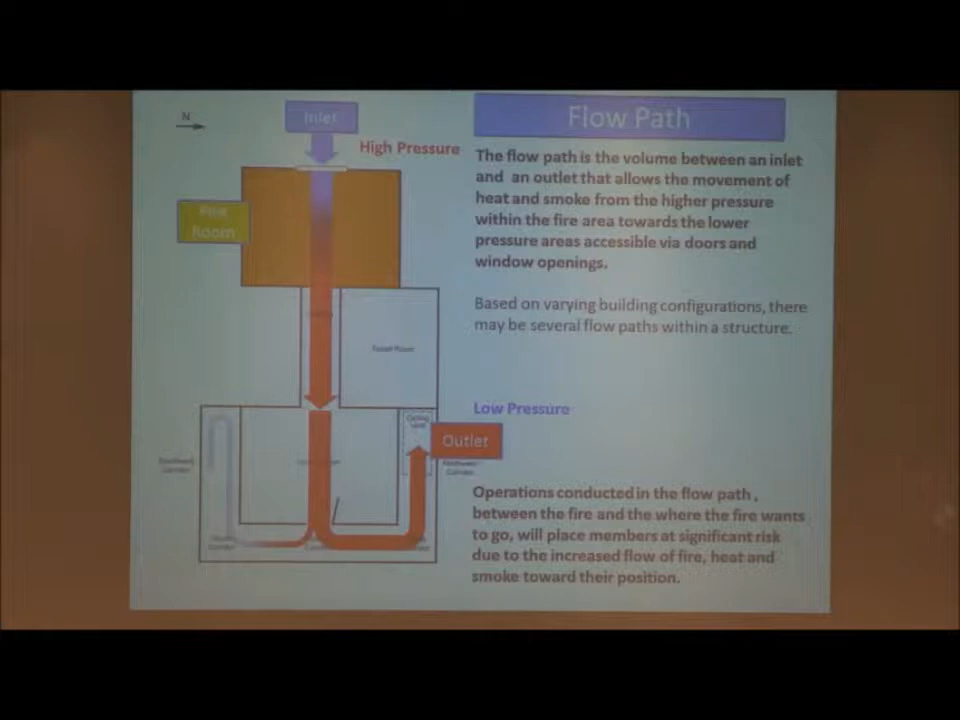 N
Inlet
High Pressure
Fire
Room
Outlet
Flow Path
The flow path is the volume between an inlet
and an outlet that allows the movement of
heat and smoke from the higher pressure
within the fire area towards the lower
pressure areas accessible via doors and
window openings.
Based on varying building configurations, there
may be several flow paths within a structure.
Low Pressure
Operations conducted in the flow path,
between the fire and the where the fire wants
to go, will place members at significant risk
due to the increased flow of fire, heat and
smoke toward their position.